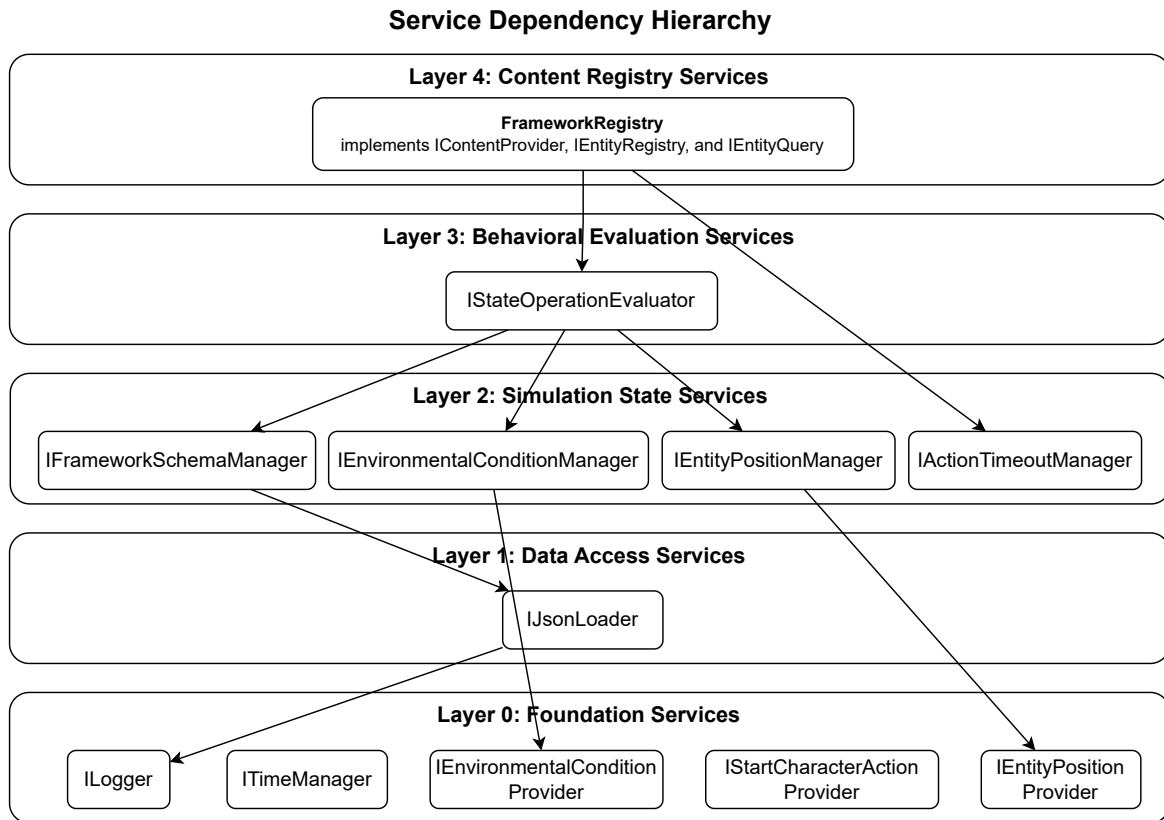 Service Dependency Hierarchy
Layer 4: Content Registry Services
FrameworkRegistry
implements IContentProvider, IEntityRegistry, and IEntityQuery
Layer 3: Behavioral Evaluation Services
IStateOperationEvaluator
Layer 2: Simulation State Services
IFrameworkSchemaManager
IEnvironmentalConditionManager
IEntityPositionManager
IActionTimeoutManager
Layer 1: Data Access Services
IJsonLoader
Layer 0: Foundation Services
ILogger
ITimeManager
IEnvironmentalCondition
Provider
IStartCharacterAction
Provider
IEntityPosition
Provider